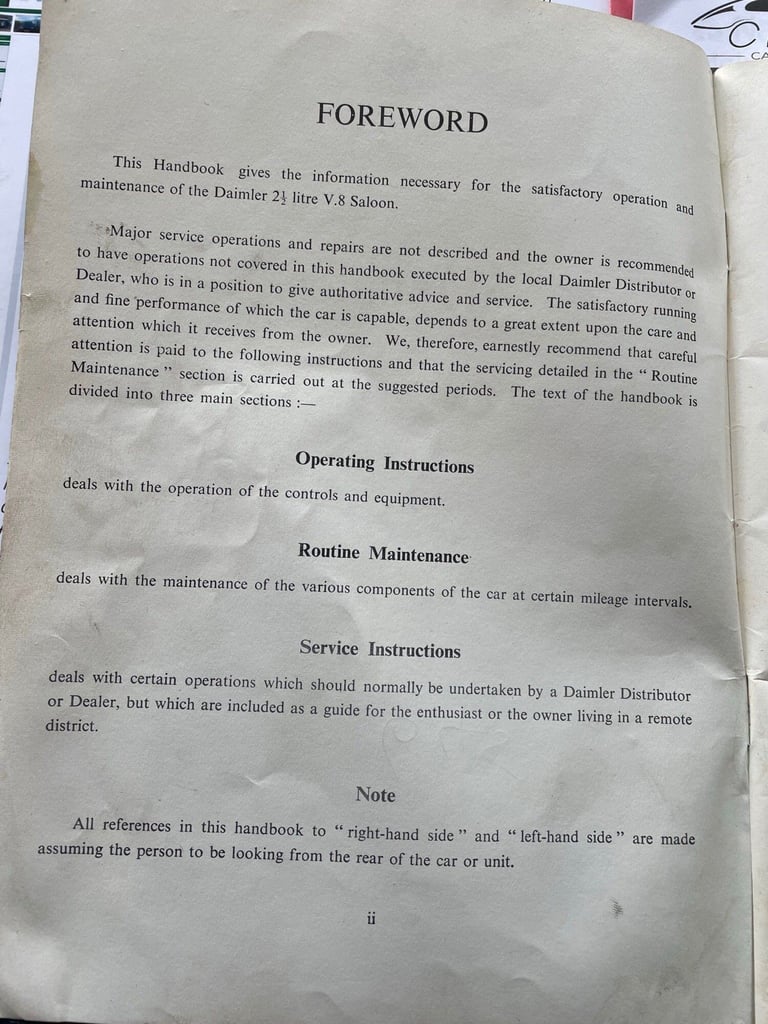 FOREWORD
This Handbook gives the information necessary for the satisfactory operation and
maintenance of the Daimler 2½ litre V.8 Saloon.
Major service operations and repairs are not described and the owner is recommended
to have operations not covered in this handbook executed by the local Daimler Distributor or
Dealer, who is in a position to give authoritative advice and service. The satisfactory running
and fine performance of which the car is capable, depends to a great extent upon the care and
attention which it receives from the owner. We, therefore, earnestly recommend that careful
attention is paid to the following instructions and that the servicing detailed in the “ Routine
Maintenance ” section is carried out at the suggested periods. The text of the handbook is
divided into three main sections :—
Operating Instructions
deals with the operation of the controls and equipment.
Routine Maintenance
deals with the maintenance of the various components of the car at certain mileage intervals.
Service Instructions
deals with certain operations which should normally be undertaken by a Daimler Distributor
or Dealer, but which are included as a guide for the enthusiast or the owner living in a remote
district.
Note
All references in this handbook to “ right-hand side ” and “ left-hand side ” are made
assuming the person to be looking from the rear of the car or unit.
ii